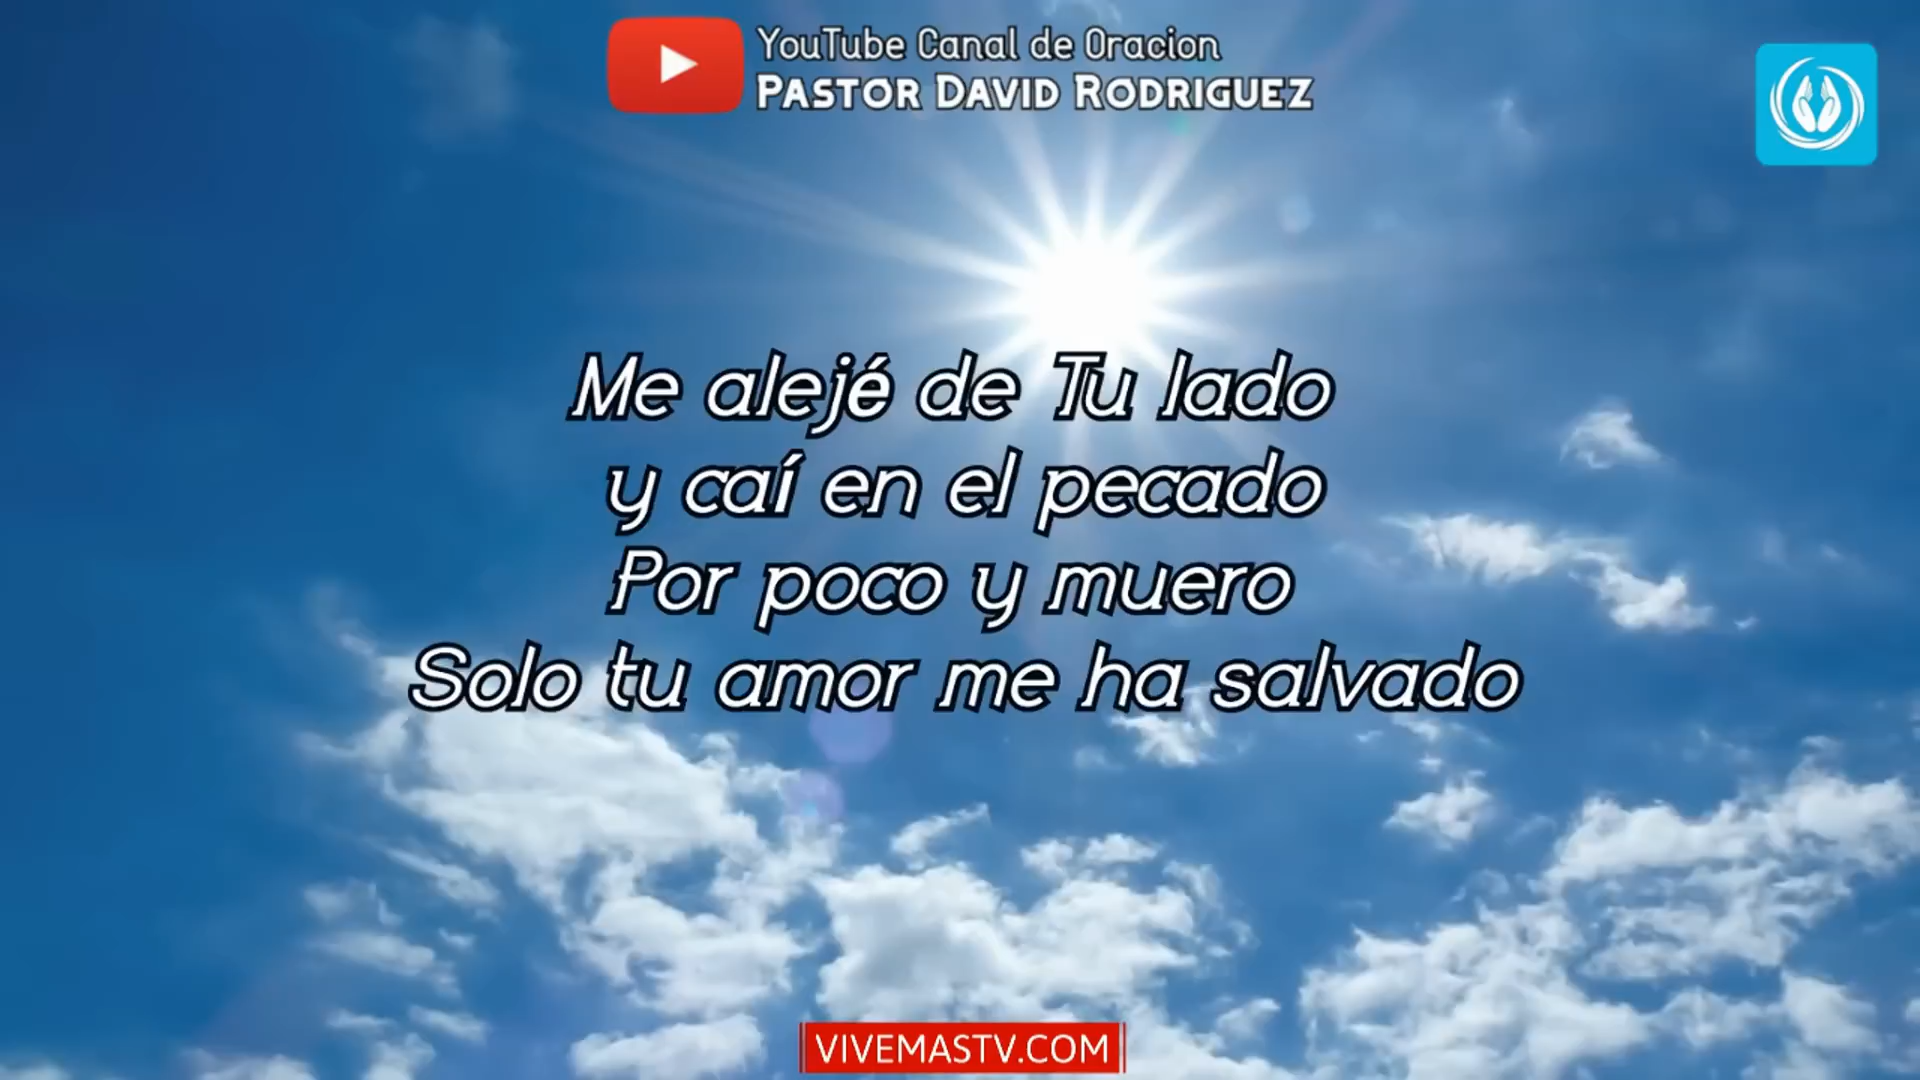 YouTube Canal de Oracion
PASTOR DAVID RODRIGUEZ
Me alejé de Tu lado
y caí en el pecado
Por poco y muero
Solo tu amor me ha salvado
VIVEMASTV.COM